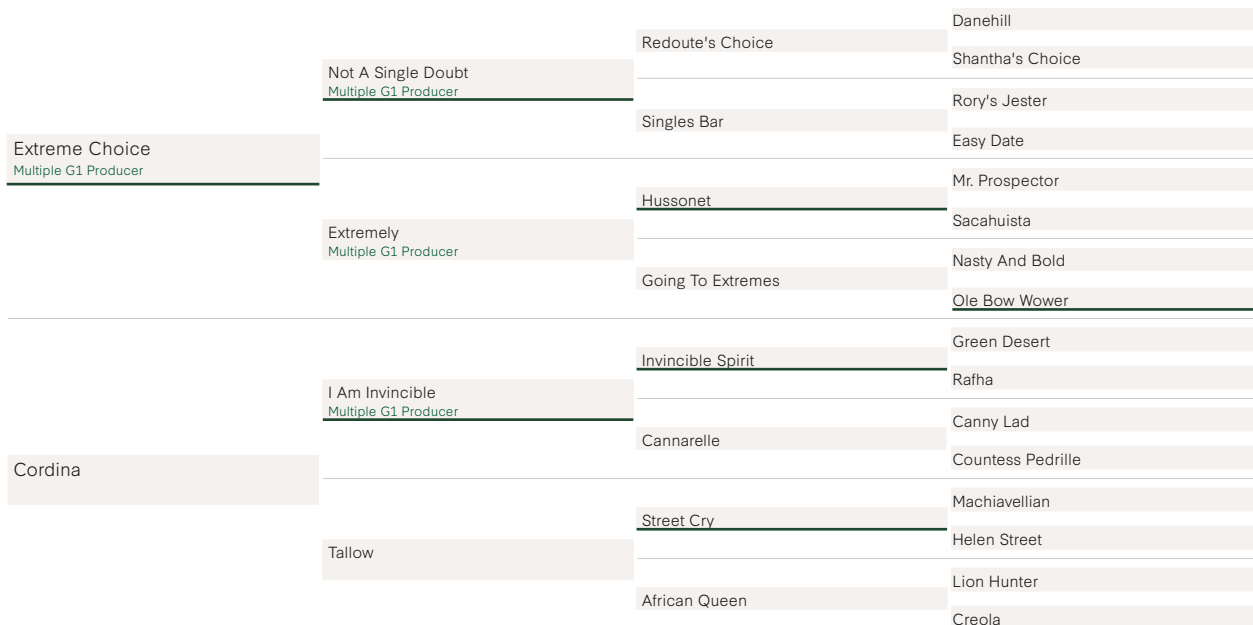 Extreme Choice
Multiple G1 Producer
Not A Single Doubt
Multiple G1 Producer
Redoute's Choice
Danehill
Shantha's Choice
Singles Bar
Rory's Jester
Easy Date
Extremely
Multiple G1 Producer
Hussonet
Mr. Prospector
Sacahuista
Going To Extremes
Nasty And Bold
Ole Bow Wower
Cordina
I Am Invincible
Multiple G1 Producer
Invincible Spirit
Green Desert
Rafha
Cannarelle
Canny Lad
Countess Pedrille
Tallow
Street Cry
Machiavellian
Helen Street
African Queen
Lion Hunter
Creola